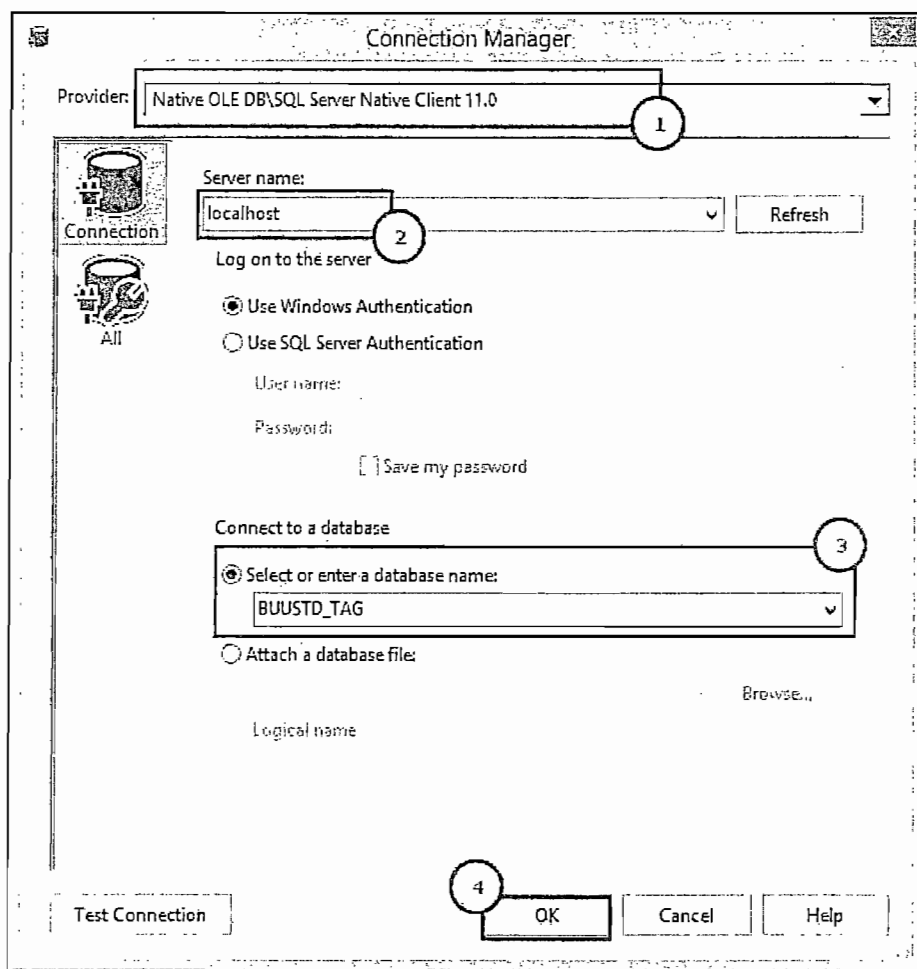 Connection Manager
Provider: Native OLE DB\SQL Server Native Client 11.0
1
Connection
All
Server name:
localhost
Refresh
2
Log on to the server
Use Windows Authentication
Use SQL Server Authentication
User name:
Password:
Save my password
Connect to a database
3
Select or enter a database name:
BUUSTD_TAG
Attach a database file:
Browse...
Logical name
4
Test Connection
OK
Cancel
Help